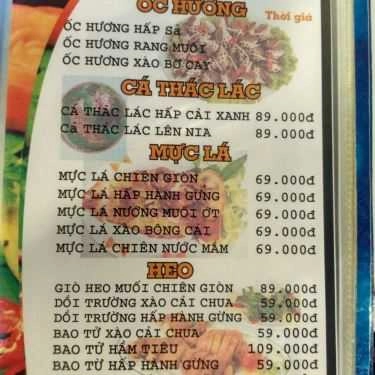 ỐC HƯƠNG
Thời giá
ỐC HƯƠNG HẤP Sả
ỐC HƯƠNG RANG MUỐI
ỐC HƯƠNG XÀO BƠ CAY
CÁ THÁC LÁC
CÁ THÁC LÁC HẤP CẢI XANH 89.000đ
Cá THÁC LÁC LÊN NIA 89.000đ
MỰC LÁ
MỰC LÁ CHIÊN GIÒN 69.000đ
MỰC LÁ HẤP HÀNH GỪNG 69.000đ
MỰC LÁ NƯỚNG MUỐI ỚT 69.000đ
MỰC LÁ XÀO BÔNG CẢI 69.000đ
MỰC LÁ CHIÊN NƯỚC MẮM 69.000đ
HEO
GIÒ HEO MUỐI CHIÊN GIÒN 89.000đ
DỒI TRƯỜNG XÀO CẢI CHUA 59.000đ
DỒI TRƯỜNG HẤP HÀNH GỪNG 59.000đ
BAO TỬ XÀO CẢI CHUA 59.000đ
BAO TỬ HẦM TIÊU 109.000đ
BAO TỬ HẤP HÀNH GỪNG 59.000đ